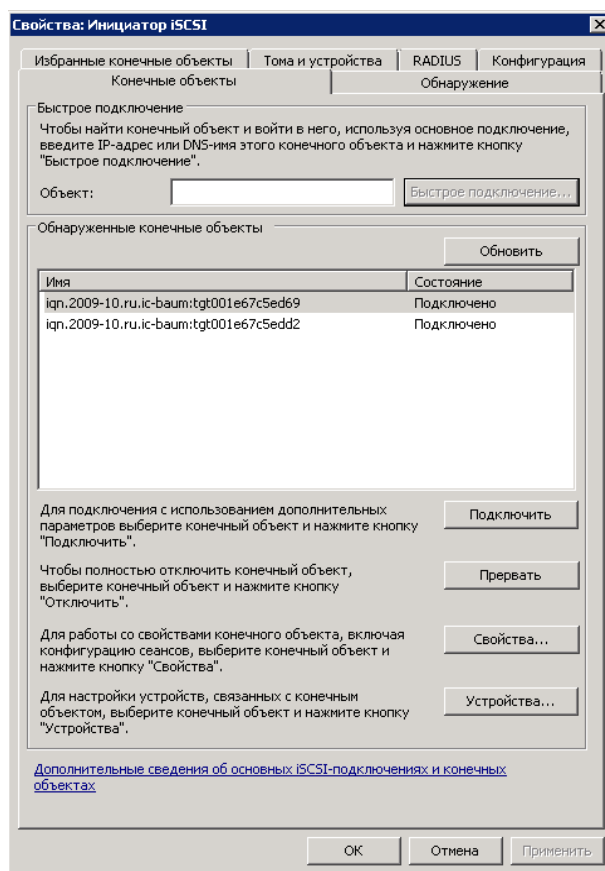 Свойства: Инициатор iSCSI
Избранные конечные объекты
Тома и устройства
RADIUS
Конфигурация
Конечные объекты
Обнаружение
Быстрое подключение
Чтобы найти конечный объект и войти в него, используя основное подключение,
введите IP-адрес или DNS-имя этого конечного объекта и нажмите кнопку
"Быстрое подключение".
Объект:
Быстрое подключение...
Обнаруженные конечные объекты
Обновить
Имя
Состояние
iqn.2009-10.ru.ic-baum:tgt001e67c5ed69
Подключено
iqn.2009-10.ru.ic-baum:tgt001e67c5edd2
Подключено
Для подключения с использованием дополнительных
параметров выберите конечный объект и нажмите кнопку
"Подключить".
Подключить
Чтобы полностью отключить конечный объект,
выберите конечный объект и нажмите кнопку
"Отключить".
Прервать
Для работы со свойствами конечного объекта, включая
конфигурацию сеансов, выберите конечный объект и
нажмите кнопку "Свойства".
Свойства...
Для настройки устройств, связанных с конечным
объектом, выберите конечный объект и нажмите кнопку
"Устройства".
Устройства...
Дополнительные сведения об основных iSCSI-подключениях и конечных
объектах
ОК
Отмена
Применить